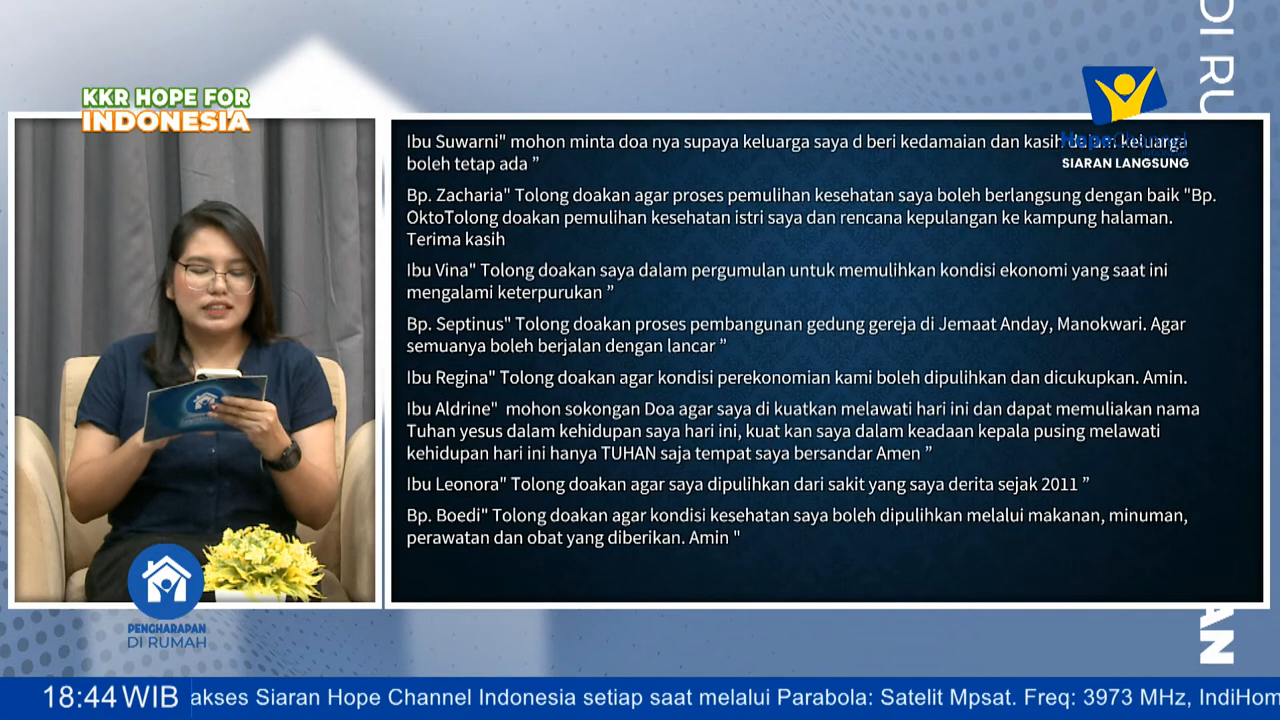 KKR HOPE FOR
INDONESIA
DI RU
HopeChannel
SIARAN LANGSUNG
Ibu Suwarni" mohon minta doa nya supaya keluarga saya d beri kedamaian dan kasih keluarga
boleh tetap ada ”
Bp. Zacharia" Tolong doakan agar proses pemulihan kesehatan saya boleh berlangsung dengan baik "Bp.
OktoTolong doakan pemulihan kesehatan istri saya dan rencana kepulangan ke kampung halaman.
Terima kasih
Ibu Vina" Tolong doakan saya dalam pergumulan untuk memulihkan kondisi ekonomi yang saat ini
mengalami keterpurukan ”
Bp. Septinus" Tolong doakan proses pembangunan gedung gereja di Jemaat Anday, Manokwari. Agar
semuanya boleh berjalan dengan lancar ”
Ibu Regina" Tolong doakan agar kondisi perekonomian kami boleh dipulihkan dan dicukupkan. Amin.
Ibu Aldrine"  mohon sokongan Doa agar saya di kuatkan melawati hari ini dan dapat memuliakan nama
Tuhan yesus dalam kehidupan saya hari ini, kuat kan saya dalam keadaan kepala pusing melawati
kehidupan hari ini hanya TUHAN saja tempat saya bersandar Amen ”
Ibu Leonora" Tolong doakan agar saya dipulihkan dari sakit yang saya derita sejak 2011 ”
Bp. Boedi" Tolong doakan agar kondisi kesehatan saya boleh dipulihkan melalui makanan, minuman,
perawatan dan obat yang diberikan. Amin "
PENGHARAPAN
DI RUMAH
AN
18:44 WIB
akses Siaran Hope Channel Indonesia setiap saat melalui Parabola: Satelit Mpsat. Freq: 3973 MHz, IndiHom